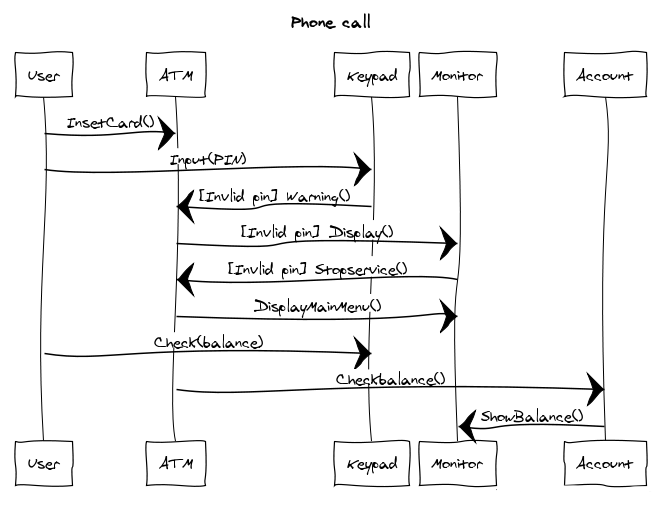 Phone call
User ATM Keypad Monitor Account
InsetCard()
Input(PIN)
[Invlid pin] Warning()
[Invlid pin] Display()
[Invlid pin] Stopservice()
DisplayMainMenu()
Check(balance)
Checkbalance()
ShowBalance()
User ATM Keypad Monitor Account